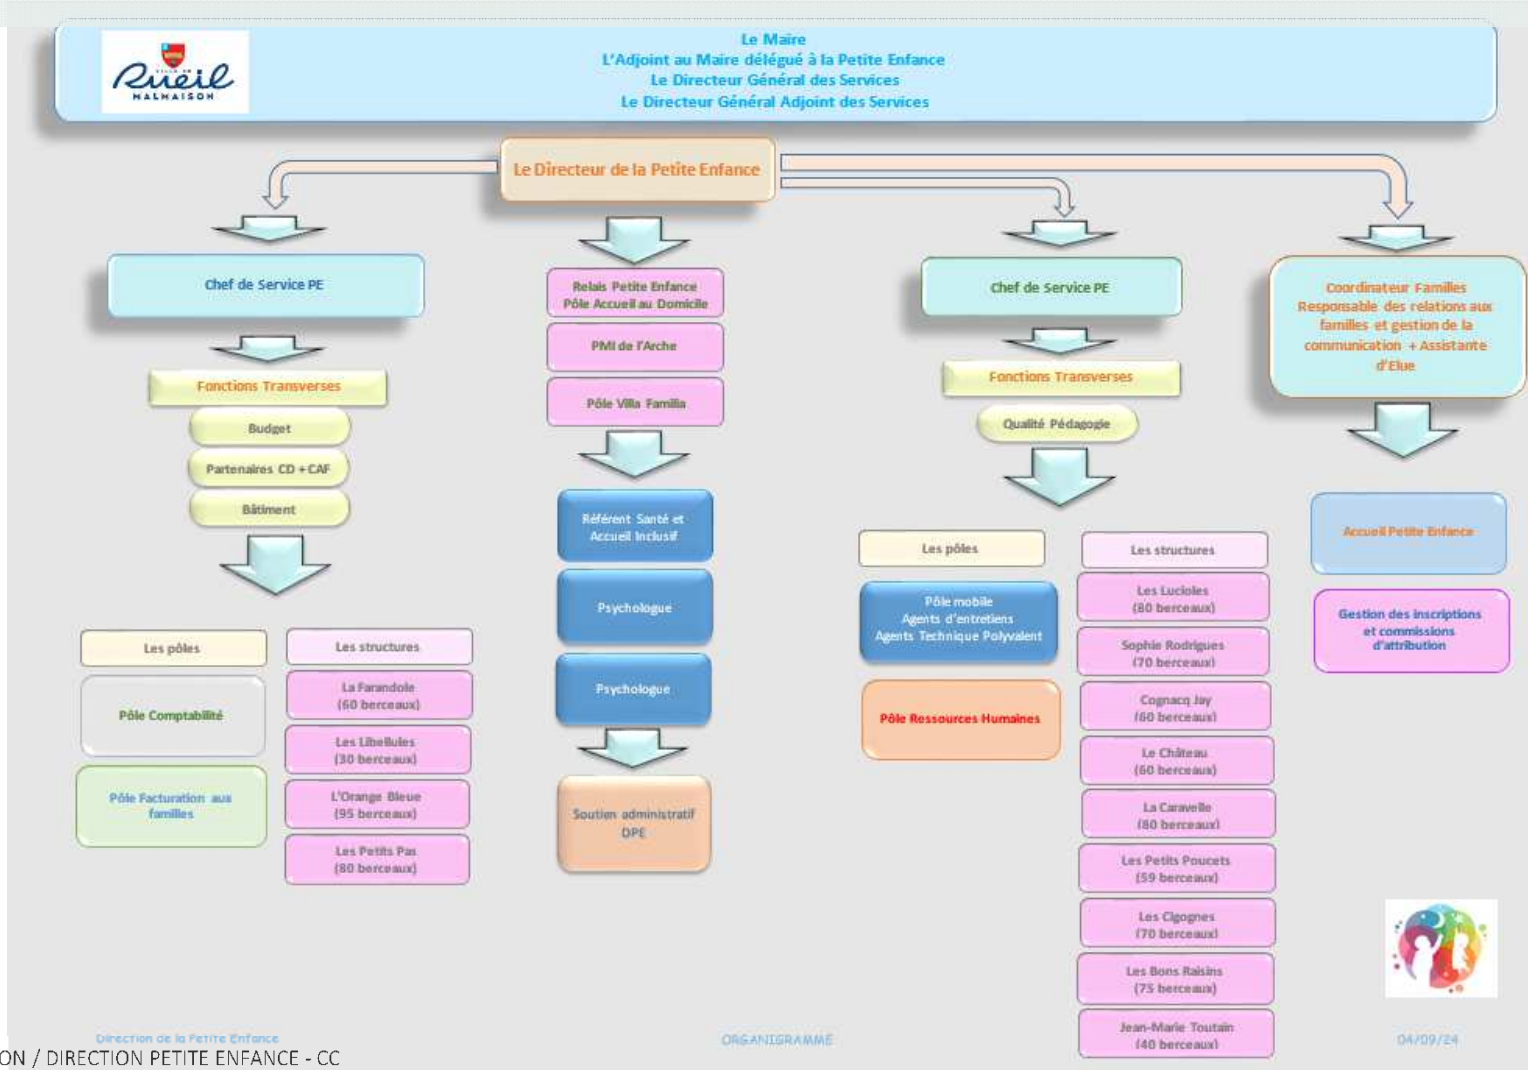 VILLE DE
Rueil
MALMAISON
Le Maire
L'Adjoint au Maire délégué à la Petite Enfance
Le Directeur Général des Services
Le Directeur Général Adjoint des Services
Le Directeur de la Petite Enfance
Chef de Service PE
Fonctions Transverses
Budget
Partenaires CD + CAF
Bâtiment
Les pôles
Pôle Comptabilité
Pôle Facturation aux
familles
Les structures
La Farandole
(60 berceaux)
Les Libellules
(30 berceaux)
L'Orange Bleue
(95 berceaux)
Les Petits Pas
(80 berceaux)
Relais Petite Enfance
Pôle Accueil au Domicile
PMI de l'Arche
Pôle Villa Familia
Référent Santé et
Accueil Inclusif
Psychologue
Psychologue
Soutien administratif
DPE
Chef de Service PE
Fonctions Transverses
Qualité Pédagogie
Les pôles
Pôle mobile
Agents d'entretiens
Agents Technique Polyvalent
Pôle Ressources Humaines
Les structures
Les Lucioles
(80 berceaux)
Sophie Rodrigues
(70 berceaux)
Cognacq Jay
(60 berceaux)
Le Château
(60 berceaux)
La Caravelle
(80 berceaux)
Les Petits Poucets
(59 berceaux)
Les Cigognes
(70 berceaux)
Les Bons Raisins
(75 berceaux)
Jean-Marie Toutain
(40 berceaux)
Coordinateur Familles
Responsable des relations aux
familles et gestion de la
communication + Assistante
d'Elue
Accueil Petite Enfance
Gestion des inscriptions
et commissions
d'attribution
Direction de la Petite Enfance
ORGANIGRAMME
04/09/24
ON / DIRECTION PETITE ENFANCE - CC